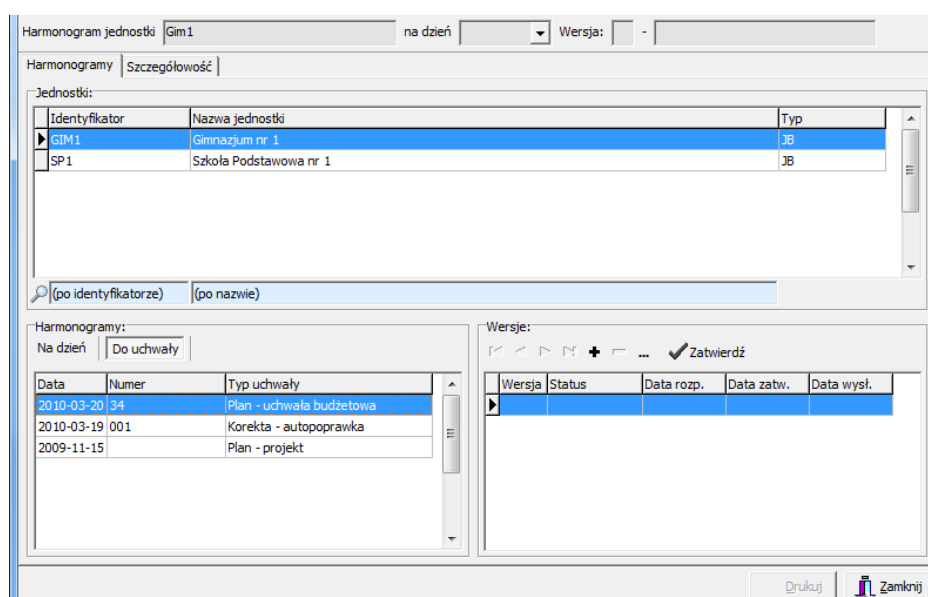 Harmonogram jednostki Gim1 na dzień Wersja: -
Harmonogramy Szczegółowość
Jednostki:
Identyfikator Nazwa jednostki Typ
GIM1 Gimnazjum nr 1 JB
SP1 Szkoła Podstawowa nr 1 JB
(po identyfikatorze) (po nazwie)
Harmonogramy:
Na dzień Do uchwały
Data Numer Typ uchwały
2010-03-20 34 Plan - uchwała budżetowa
2010-03-19 001 Korekta - autopoprawka
2009-11-15 Plan - projekt
Wersje:
... Zatwierdź
Wersja Status Data rozp. Data zatw. Data wysł.
Drukuj Zamknij